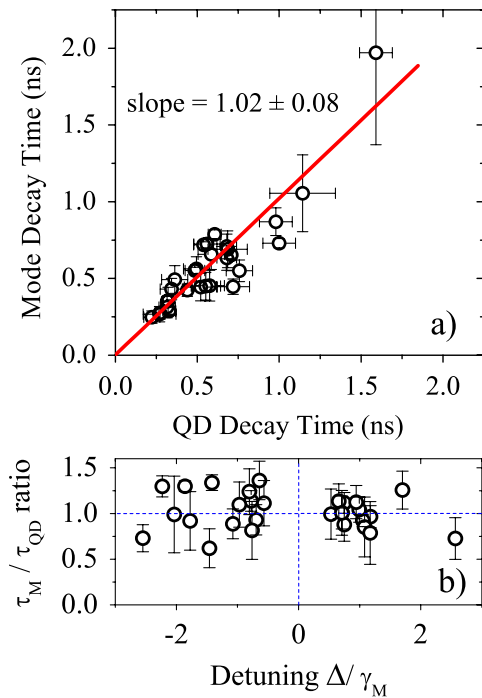 2.0
1.5
1.0
0.5
0.0
Mode Decay Time (ns)
slope = 1.02 ± 0.08
a)
0.0 0.5 1.0 1.5 2.0
QD Decay Time (ns)
1.5
1.0
0.5
0.0
τM / τQD ratio
b)
-2 0 2
Detuning Δ/ γM